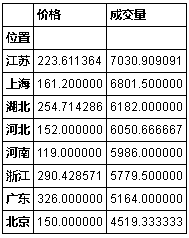 价格 成交量
位置
江苏 223.611364 7030.909091
上海 161.200000 6801.500000
湖北 254.714286 6182.000000
河北 152.000000 6050.666667
河南 119.000000 5986.000000
浙江 290.428571 5779.500000
广东 326.000000 5164.000000
北京 150.000000 4519.333333